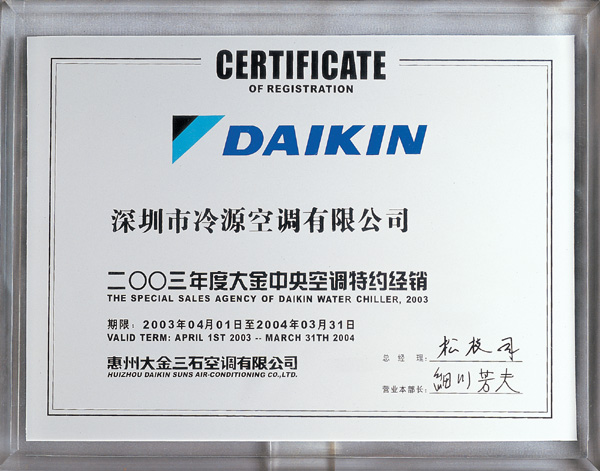 CERTIFICATE
OF REGISTRATION
DAIKIN
深圳市冷源空调有限公司
二〇〇三年度大金中央空调特约经销
THE SPECIAL SALES AGENCY OF DAIKIN WATER CHILLER, 2003
期限: 2003年04月01日至2004年03月31日
VALID TERM: APRIL 1ST 2003 -- MARCH 31TH 2004
惠州大金三石空调有限公司
HUIZHOU DAIKIN SUNS AIR-CONDITIONING CO.,LTD.
总经理: 松枝司
营业本部长: 細川芳夫